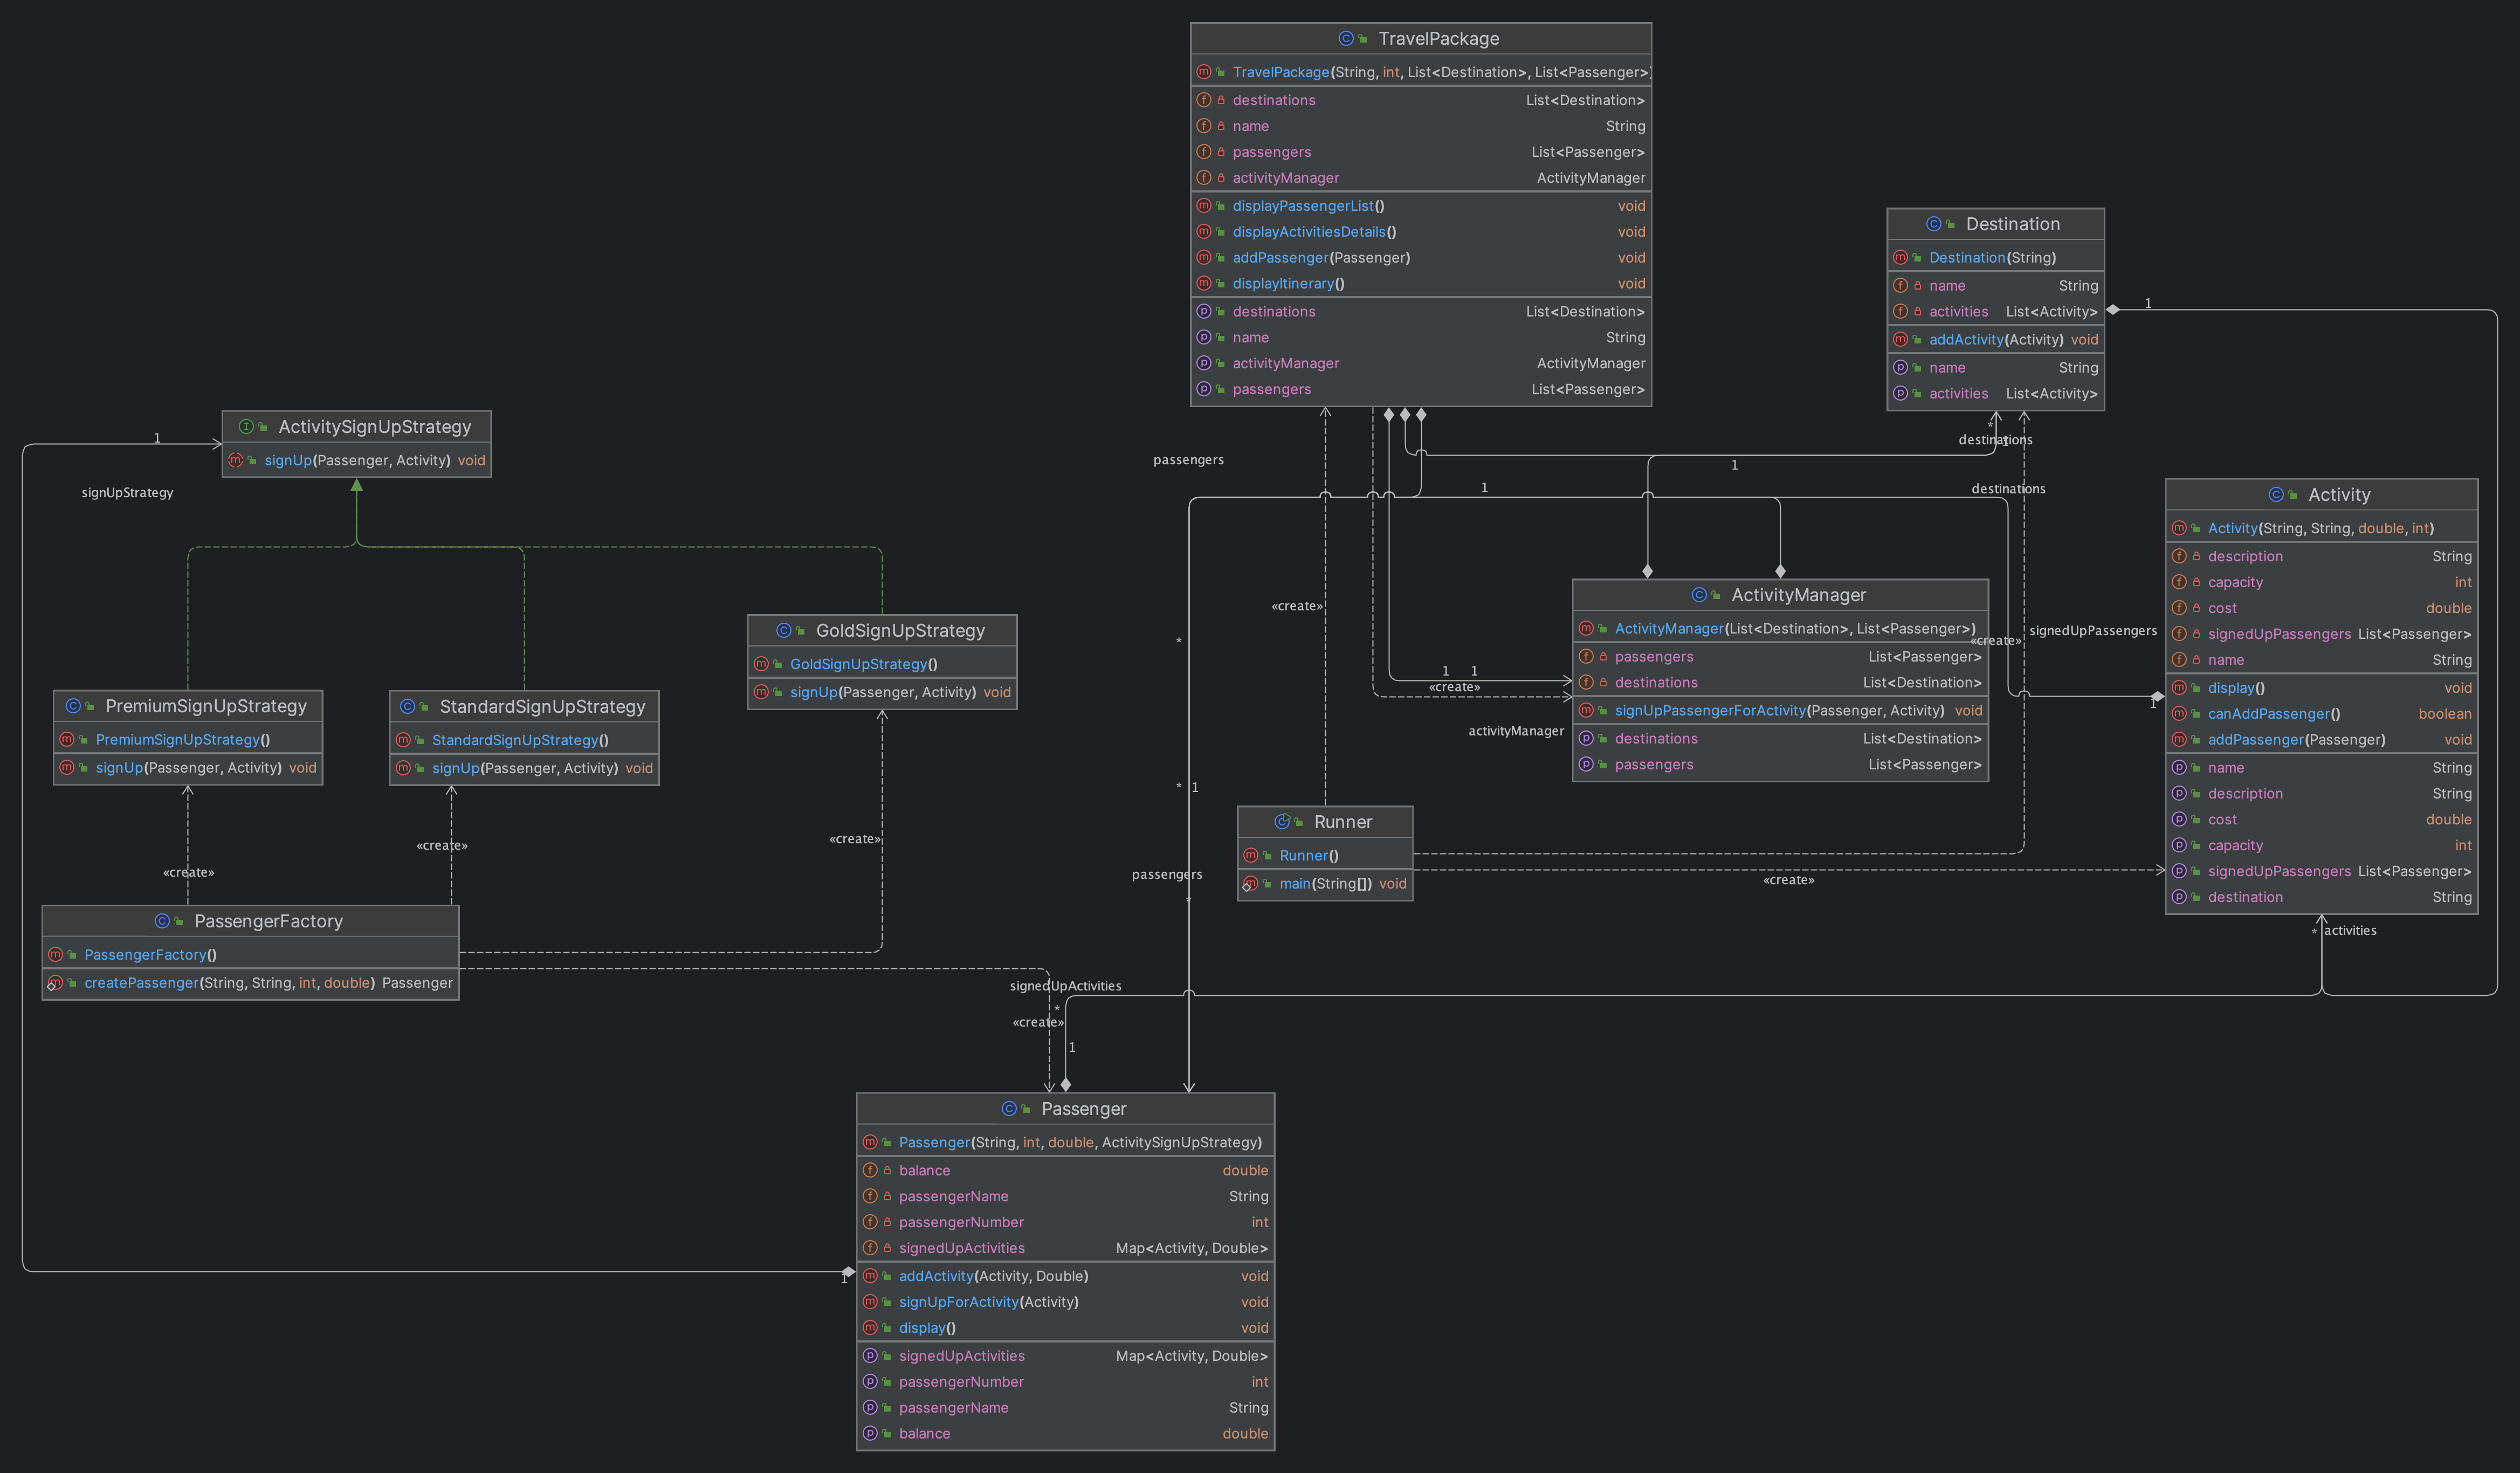 TravelPackage
TravelPackage(String, int, List<Destination>, List<Passenger>)
destinations List<Destination>
name String
passengers List<Passenger>
activityManager ActivityManager
displayPassengerList() void
displayActivitiesDetails() void
addPassenger(Passenger) void
displayItinerary() void
destinations List<Destination>
name String
activityManager ActivityManager
passengers List<Passenger>
Destination
Destination(String)
name String
activities List<Activity>
addActivity(Activity) void
name String
activities List<Activity>
1
ActivitySignUpStrategy
signUp(Passenger, Activity) void
1
signUpStrategy
passengers
*
destinations
1
1
destinations
1
Activity
Activity(String, String, double, int)
description String
capacity int
cost double
signedUpPassengers List<Passenger>
name String
display() void
canAddPassenger() boolean
addPassenger(Passenger) void
name String
description String
cost double
capacity int
signedUpPassengers List<Passenger>
destination String
1
* activities
ActivityManager
ActivityManager(List<Destination>, List<Passenger>)
passengers List<Passenger>
destinations List<Destination>
signUpPassengerForActivity(Passenger, Activity) void
destinations List<Destination>
passengers List<Passenger>
«create»
«create»
signedUpPassengers
*
1 1
«create»
activityManager
GoldSignUpStrategy
GoldSignUpStrategy()
signUp(Passenger, Activity) void
PremiumSignUpStrategy
PremiumSignUpStrategy()
signUp(Passenger, Activity) void
StandardSignUpStrategy
StandardSignUpStrategy()
signUp(Passenger, Activity) void
* 1
Runner
Runner()
main(String[]) void
«create»
«create»
«create»
«create»
passengers
*
PassengerFactory
PassengerFactory()
createPassenger(String, String, int, double) Passenger
signedUpActivities
*
«create»
1
Passenger
Passenger(String, int, double, ActivitySignUpStrategy)
balance double
passengerName String
passengerNumber int
signedUpActivities Map<Activity, Double>
addActivity(Activity, Double) void
signUpForActivity(Activity) void
display() void
signedUpActivities Map<Activity, Double>
passengerNumber int
passengerName String
balance double
1